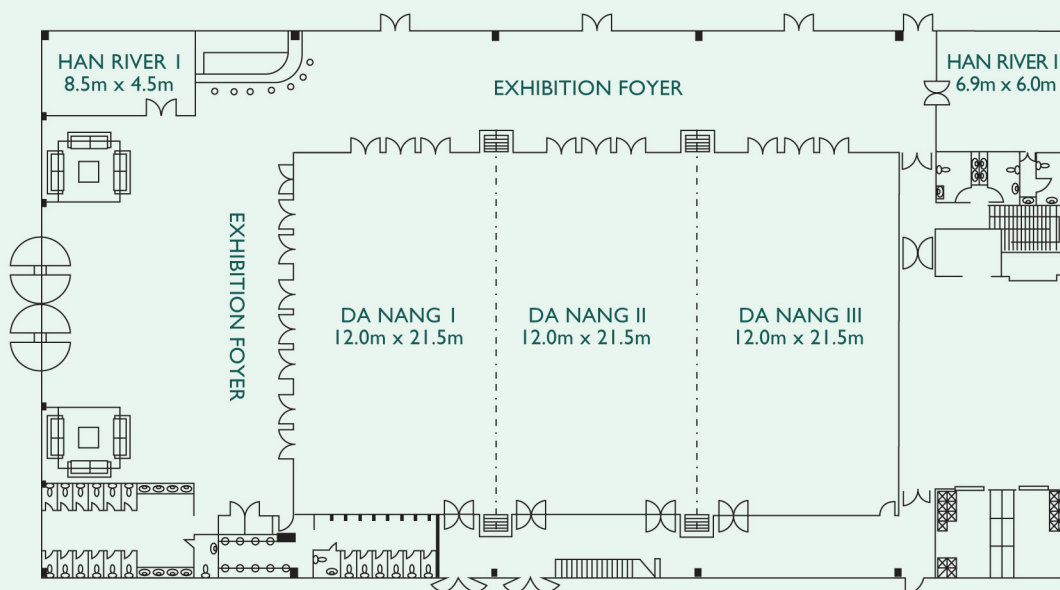 HAN RIVER I
8.5m x 4.5m
EXHIBITION FOYER
HAN RIVER I
6.9m x 6.0m
EXHIBITION FOYER
DA NANG I
12.0m x 21.5m
DA NANG II
12.0m x 21.5m
DA NANG III
12.0m x 21.5m